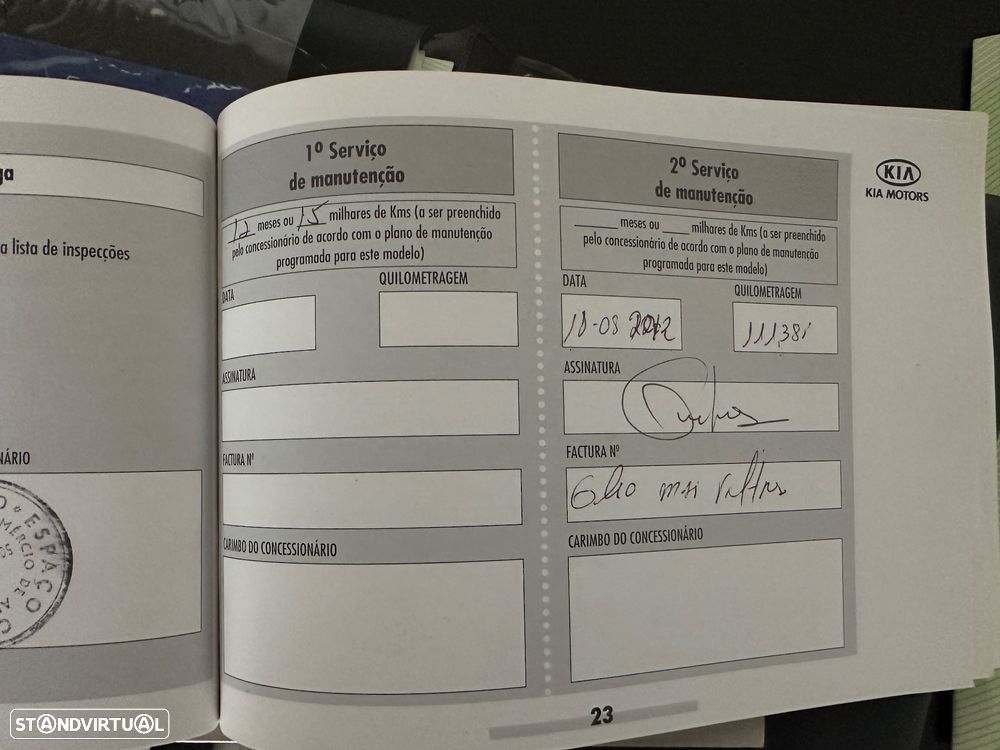 ga
a lista de inspecções
NÁRIO
ESPAÇO
1º Serviço
de manutenção
12 meses ou 15 milhares de Kms (a ser preenchido
pelo concessionário de acordo com o plano de manutenção
programada para este modelo)
DATA
QUILOMETRAGEM
ASSINATURA
FACTURA Nº
CARIMBO DO CONCESSIONÁRIO
2º Serviço
de manutenção
meses ou milhares de Kms (a ser preenchido
pelo concessionário de acordo com o plano de manutenção
programada para este modelo)
DATA
QUILOMETRAGEM
10-08 2012
111381
ASSINATURA
FACTURA Nº
CARIMBO DO CONCESSIONÁRIO
KIA
KIA MOTORS
23
STANDVIRTUAL